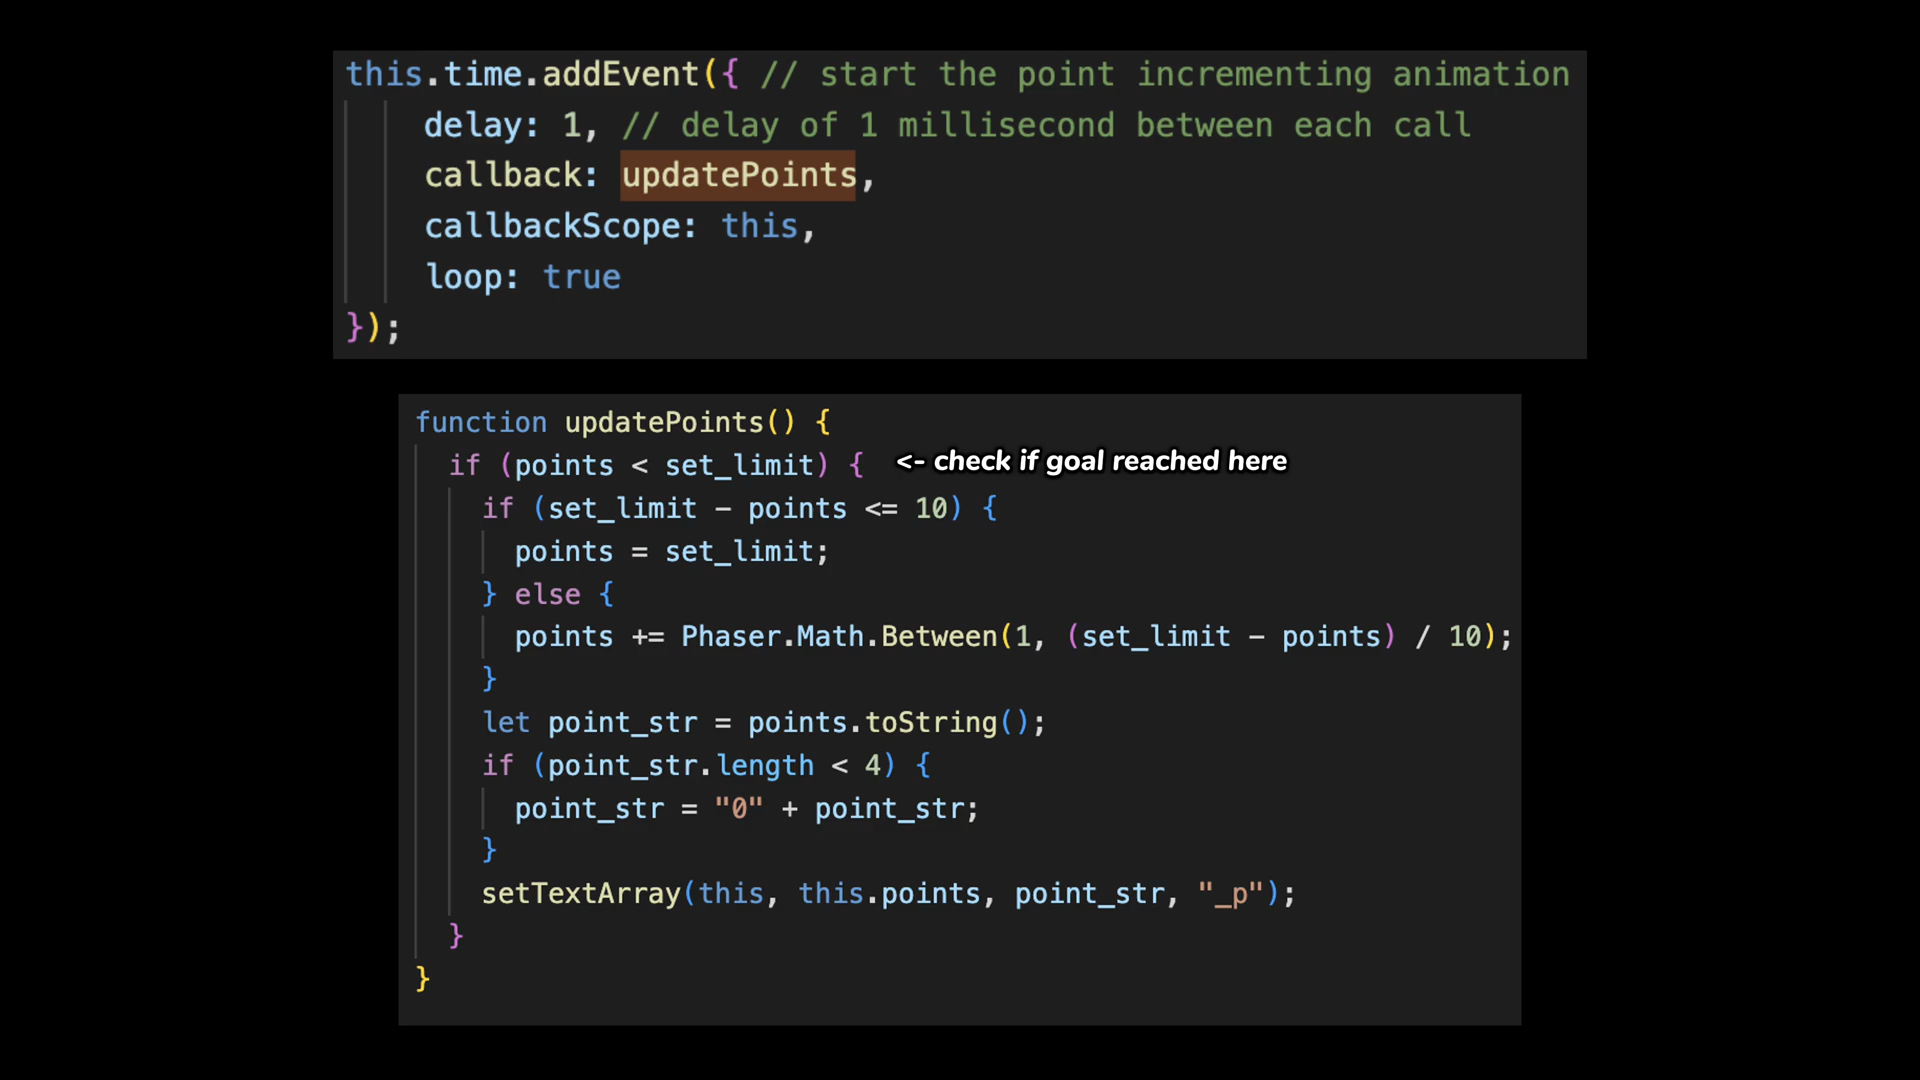 this.time.addEvent({ // start the point incrementing animation
delay: 1, // delay of 1 millisecond between each call
callback: updatePoints,
callbackScope: this,
loop: true
});
function updatePoints() {
if (points < set_limit) { <- check if goal reached here
if (set_limit - points <= 10) {
points = set_limit;
} else {
points += Phaser.Math.Between(1, (set_limit - points) / 10);
}
let point_str = points.toString();
if (point_str.length < 4) {
point_str = "0" + point_str;
}
setTextArray(this, this.points, point_str, "_p");
}
}